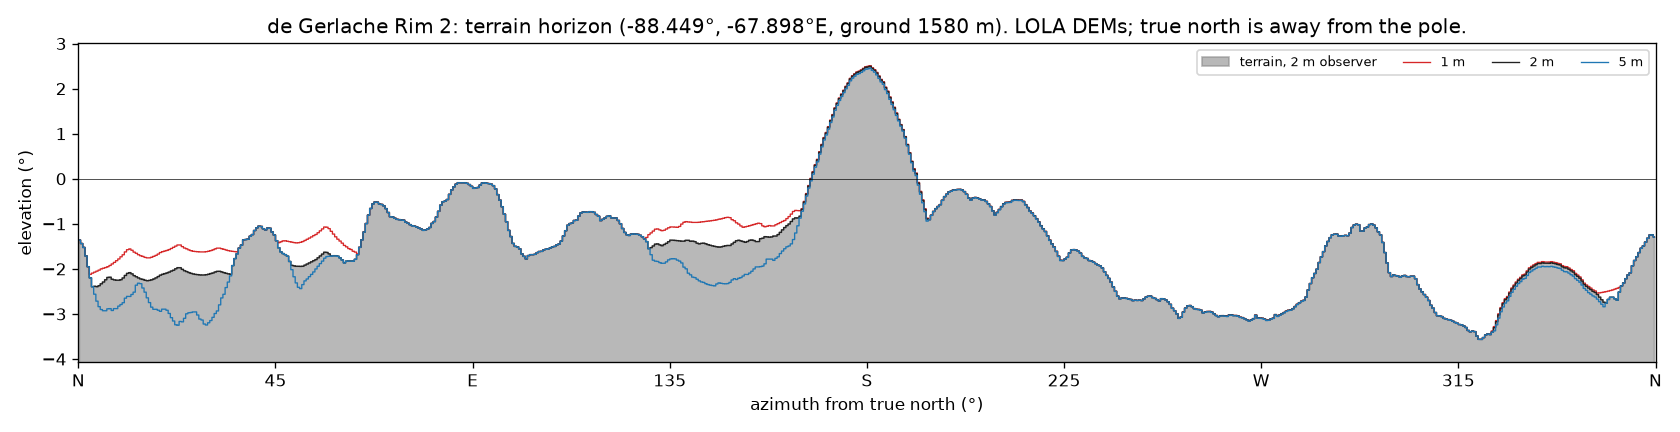 de Gerlache Rim 2: terrain horizon (-88.449°, -67.898°E, ground 1580 m). LOLA DEMs; true north is away from the pole.
terrain, 2 m observer 1 m 2 m 5 m
3
2
1
0
−1
−2
−3
−4
elevation (°)
N 45 E 135 S 225 W 315 N
azimuth from true north (°)